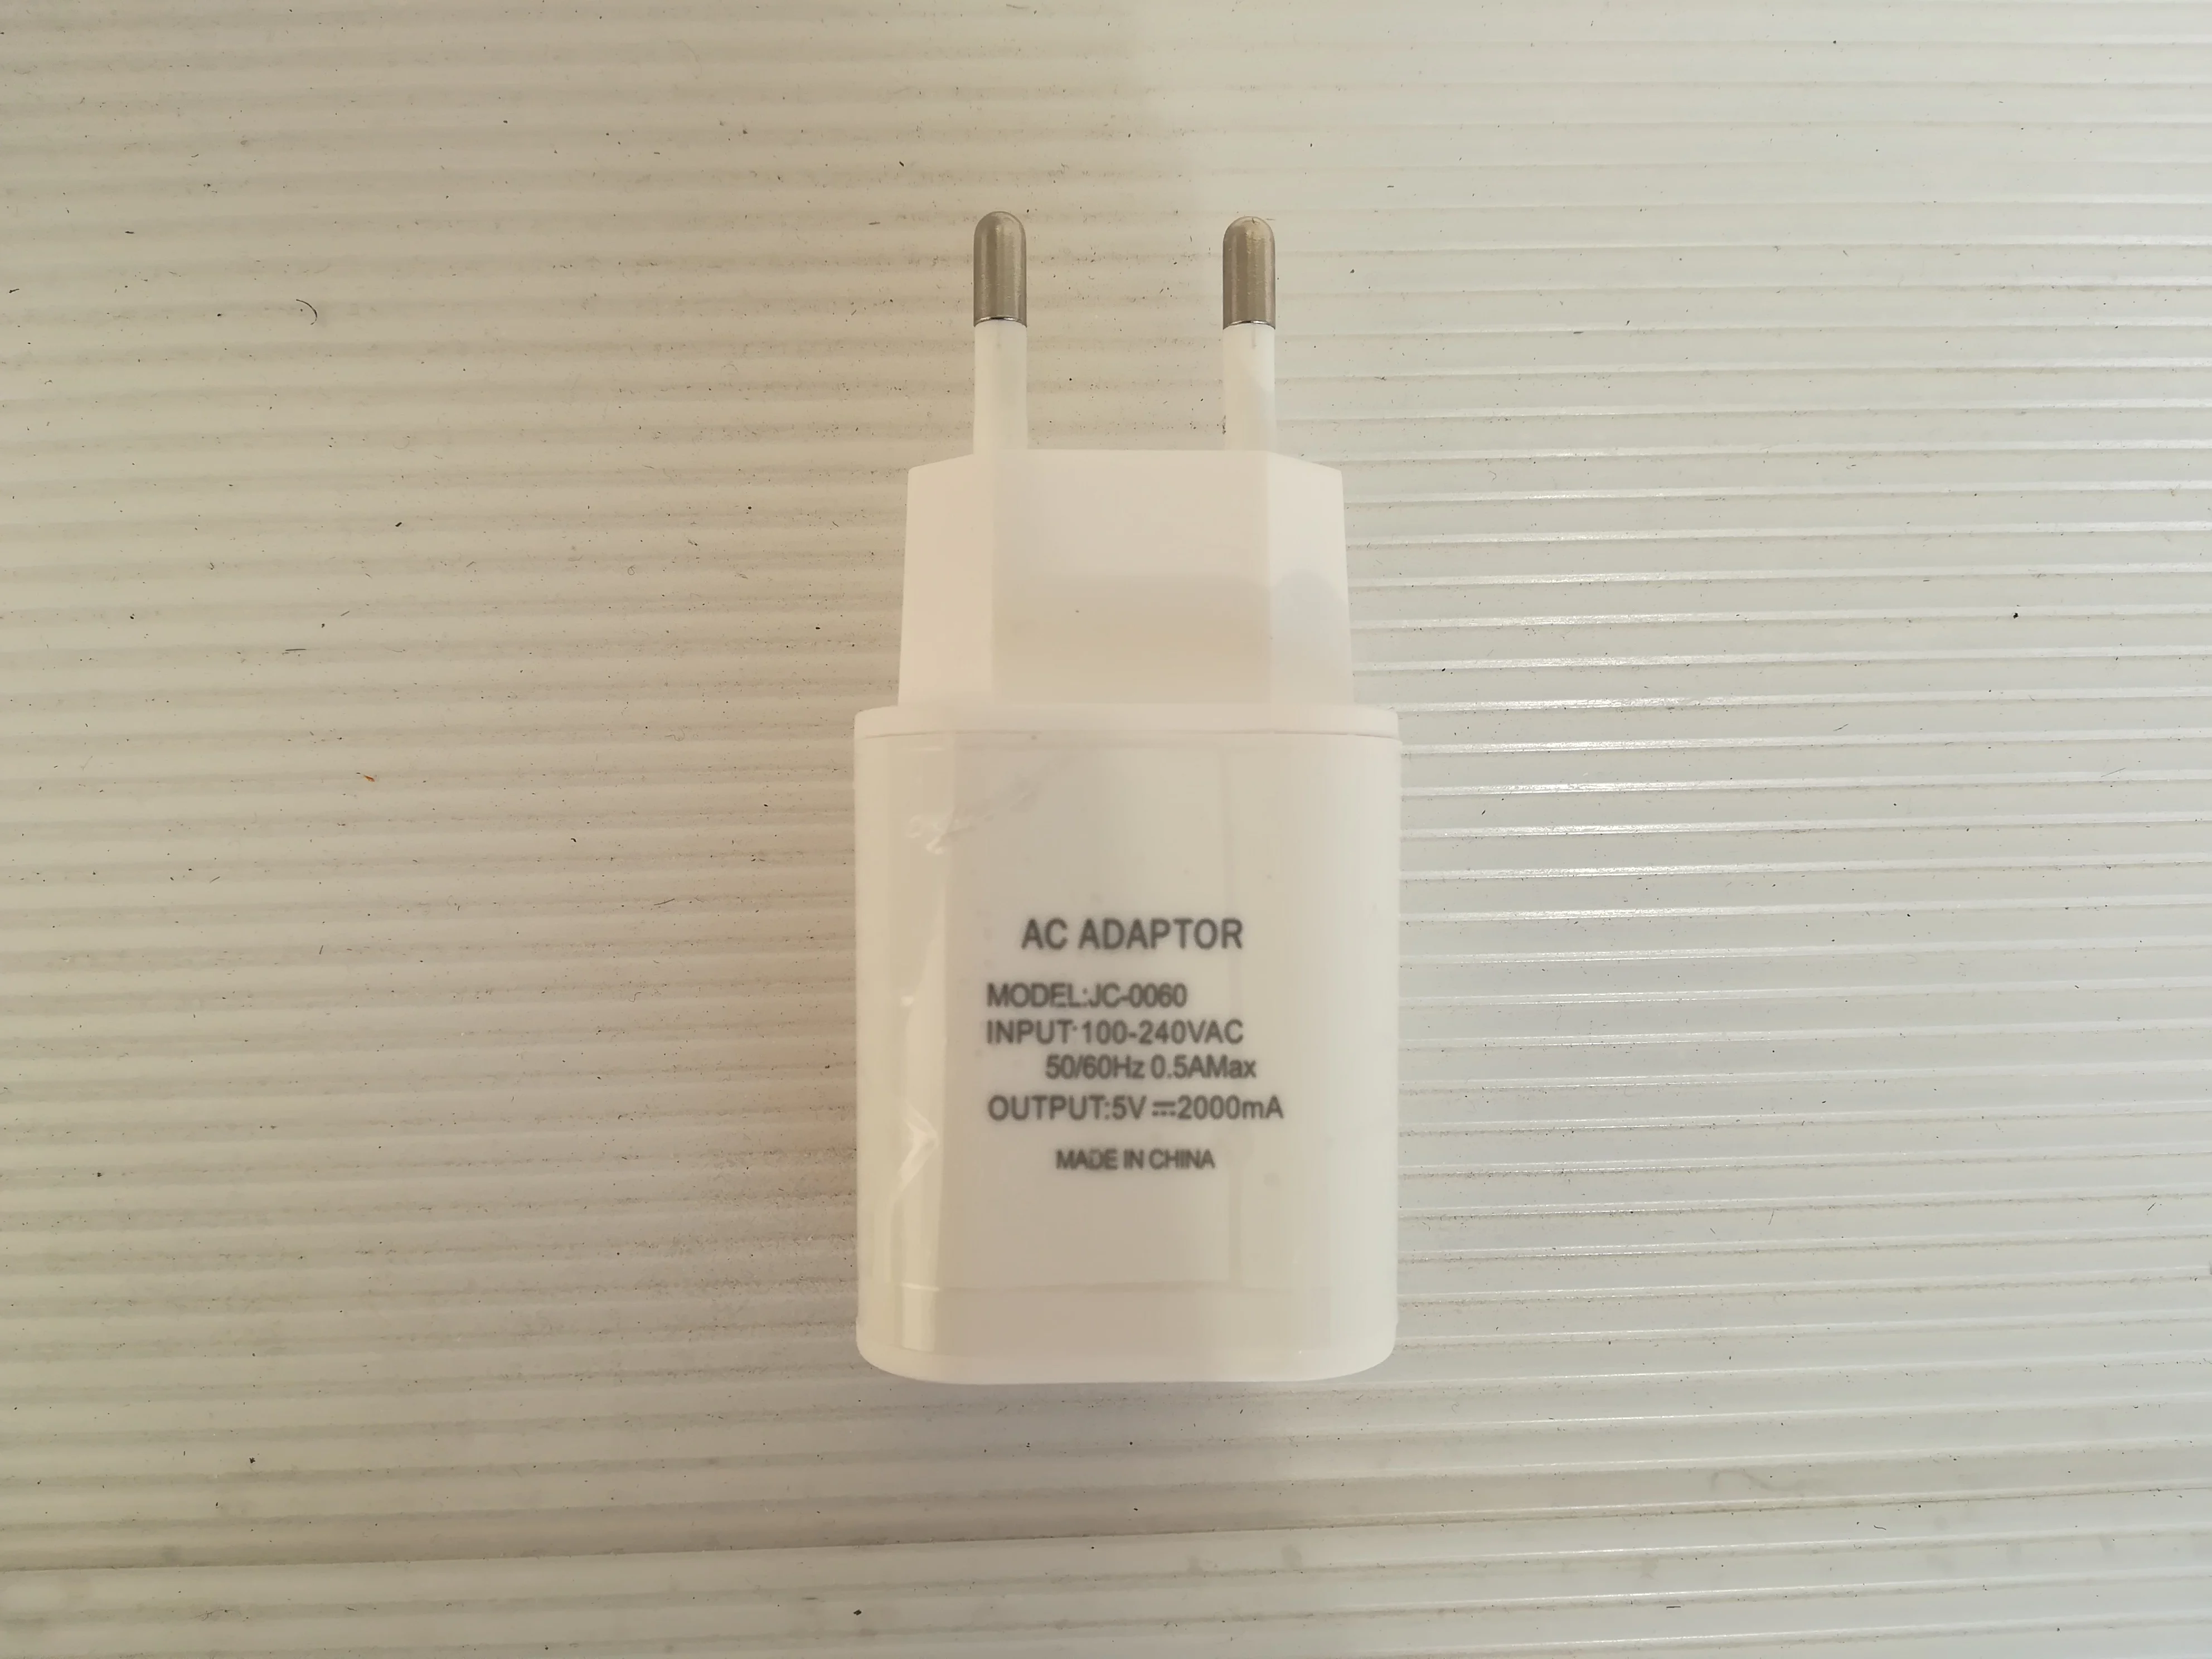 AC ADAPTOR
MODEL:JC-0060
INPUT:100-240VAC
50/60Hz 0.5AMax
OUTPUT:5V⎓2000mA
MADE IN CHINA